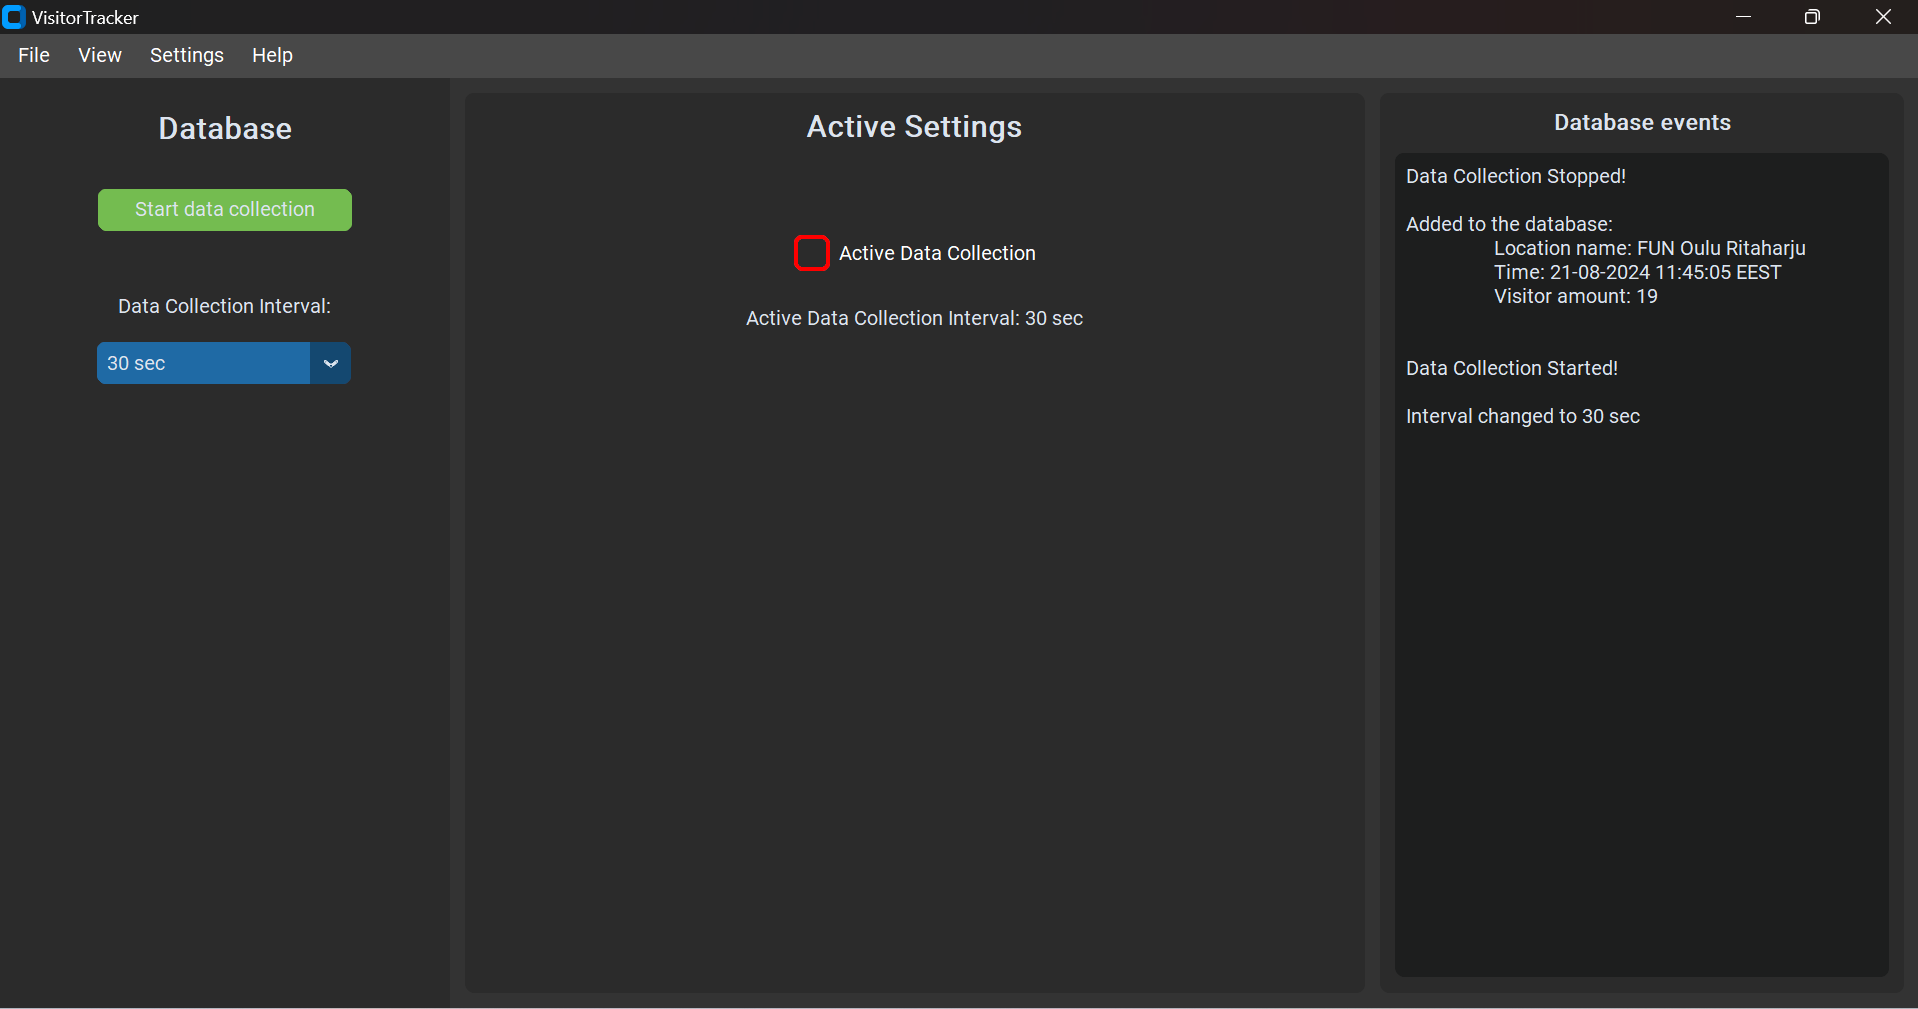 VisitorTracker
File View Settings Help
Database
Start data collection
Data Collection Interval:
30 sec
Active Settings
Active Data Collection
Active Data Collection Interval: 30 sec
Database events
Data Collection Stopped!
Added to the database:
Location name: FUN Oulu Ritaharju
Time: 21-08-2024 11:45:05 EEST
Visitor amount: 19
Data Collection Started!
Interval changed to 30 sec